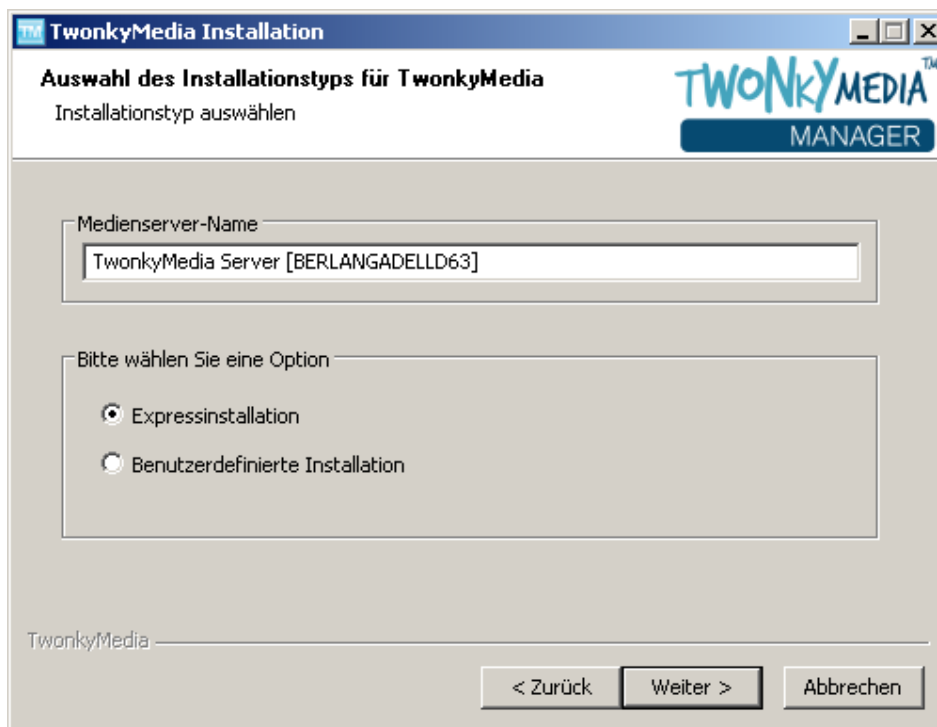 TwonkyMedia Installation
Auswahl des Installationstyps für TwonkyMedia
Installationstyp auswählen
TWONKYMEDIA™
MANAGER
Medienserver-Name
TwonkyMedia Server [BERLANGADELLD63]
Bitte wählen Sie eine Option
Expressinstallation
Benutzerdefinierte Installation
TwonkyMedia
< Zurück Weiter > Abbrechen